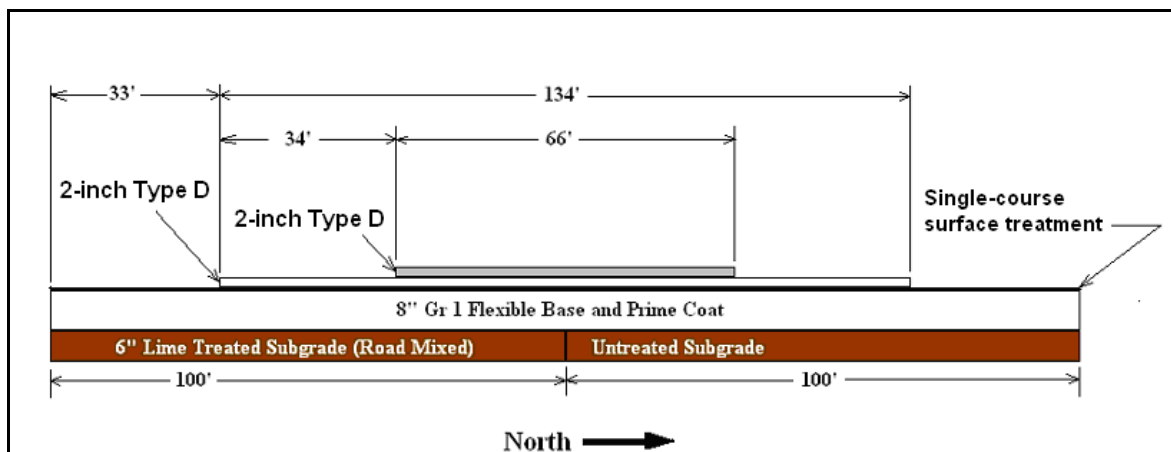 33'
134'
34'
66'
2-inch Type D
2-inch Type D
Single-course
surface treatment
8" Gr 1 Flexible Base and Prime Coat
6" Lime Treated Subgrade (Road Mixed)
Untreated Subgrade
100'
100'
North